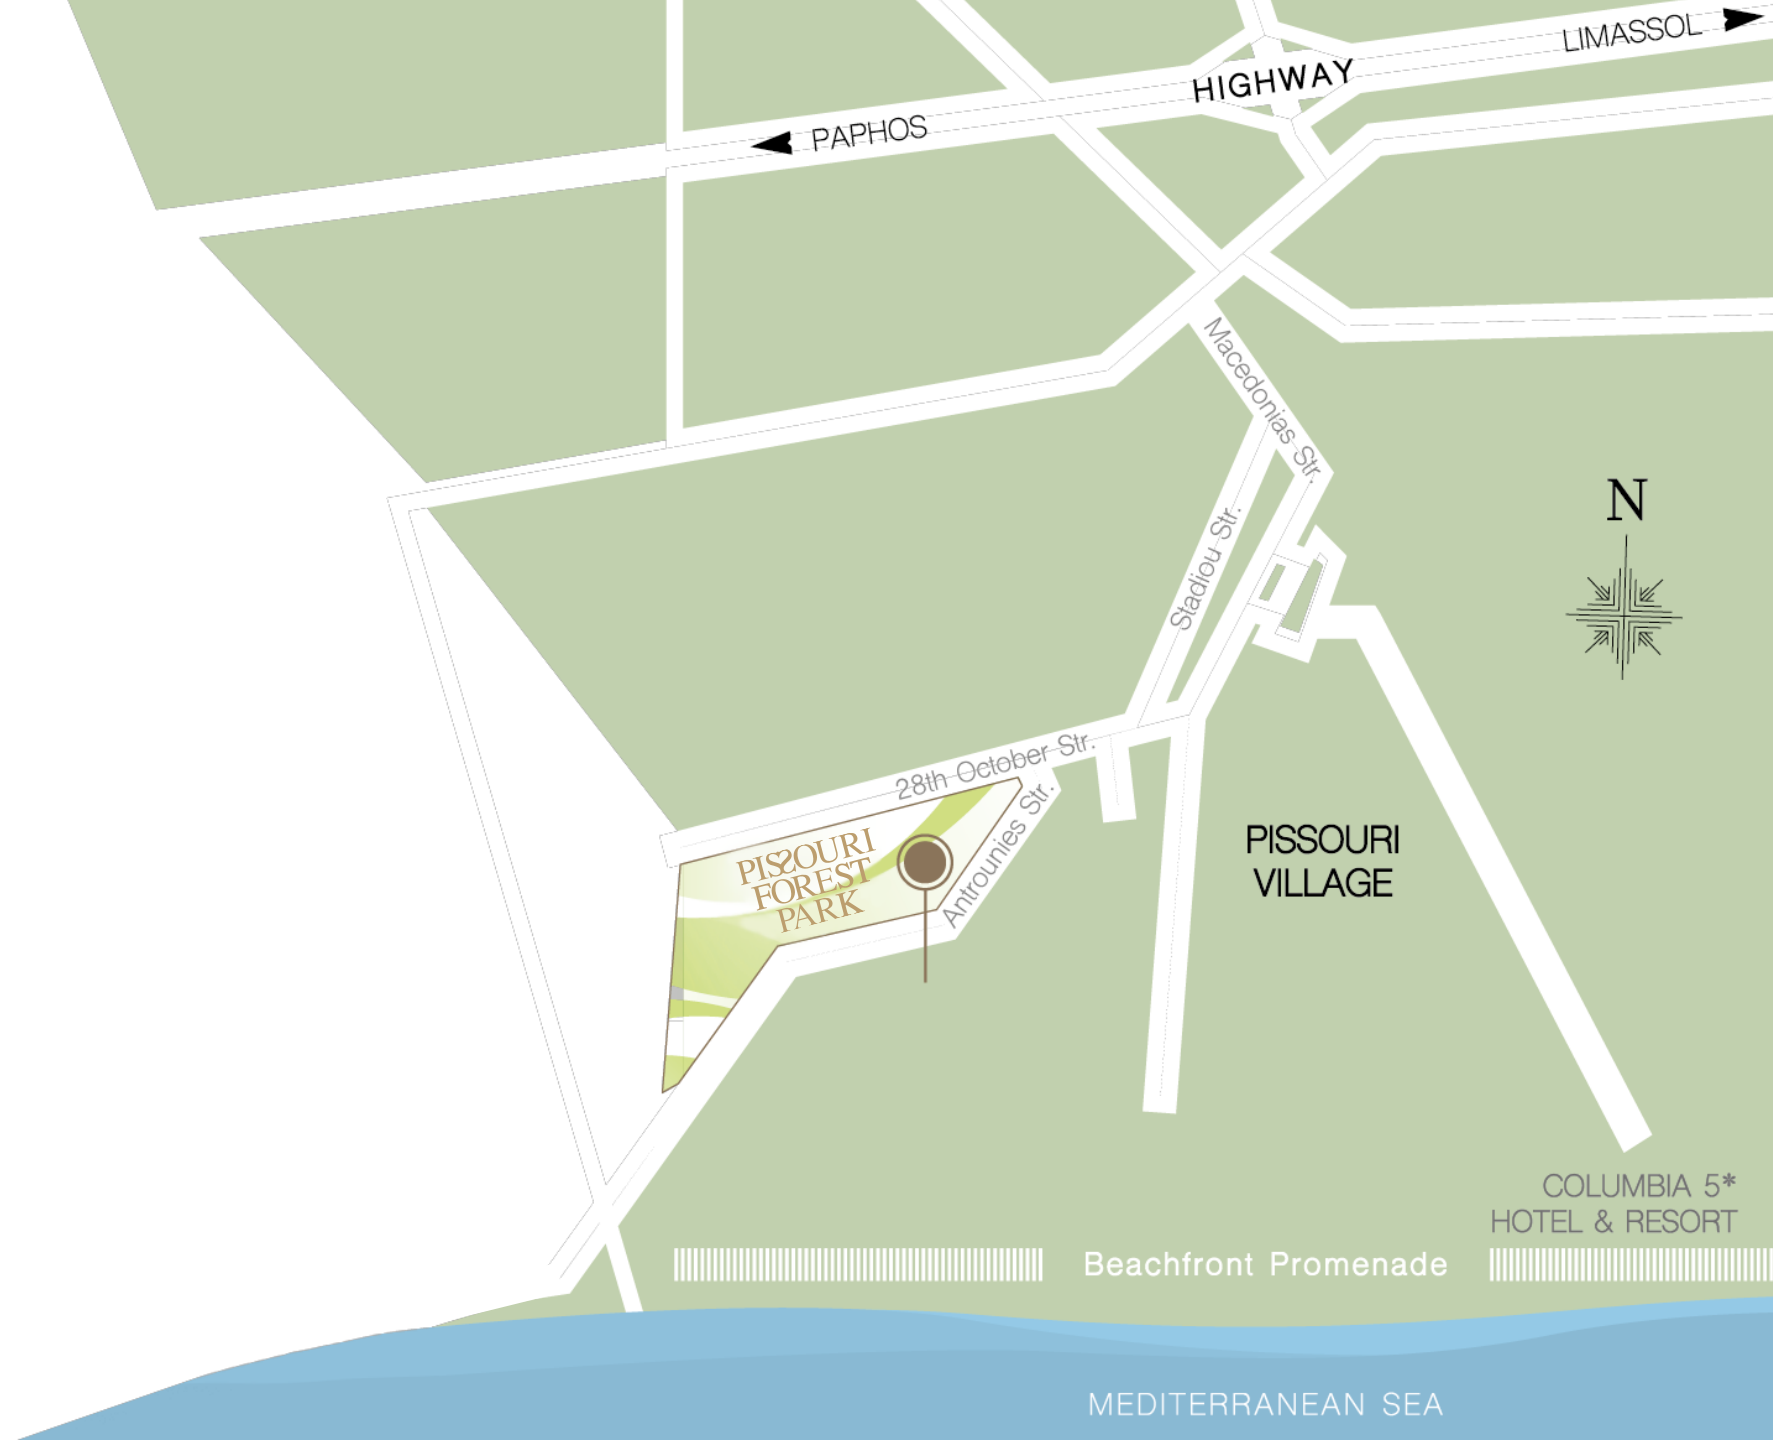 LIMASSOL
HIGHWAY
PAPHOS
Macedonias Str.
N
Stadiou Str.
28th October Str.
Antrounies Str.
PISSOURI
FOREST
PARK
PISSOURI
VILLAGE
COLUMBIA 5*
HOTEL & RESORT
Beachfront Promenade
MEDITERRANEAN SEA